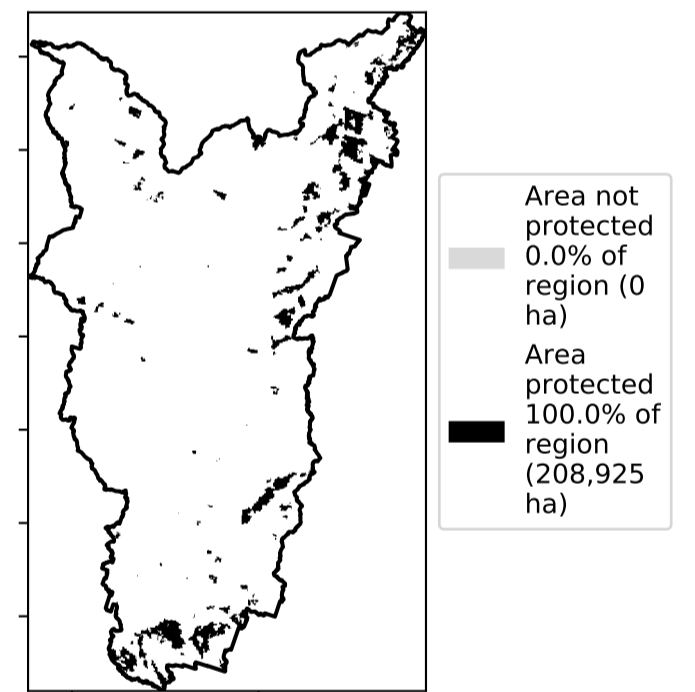 Area not
protected
0.0% of
region (0
ha)
Area
protected
100.0% of
region
(208,925
ha)